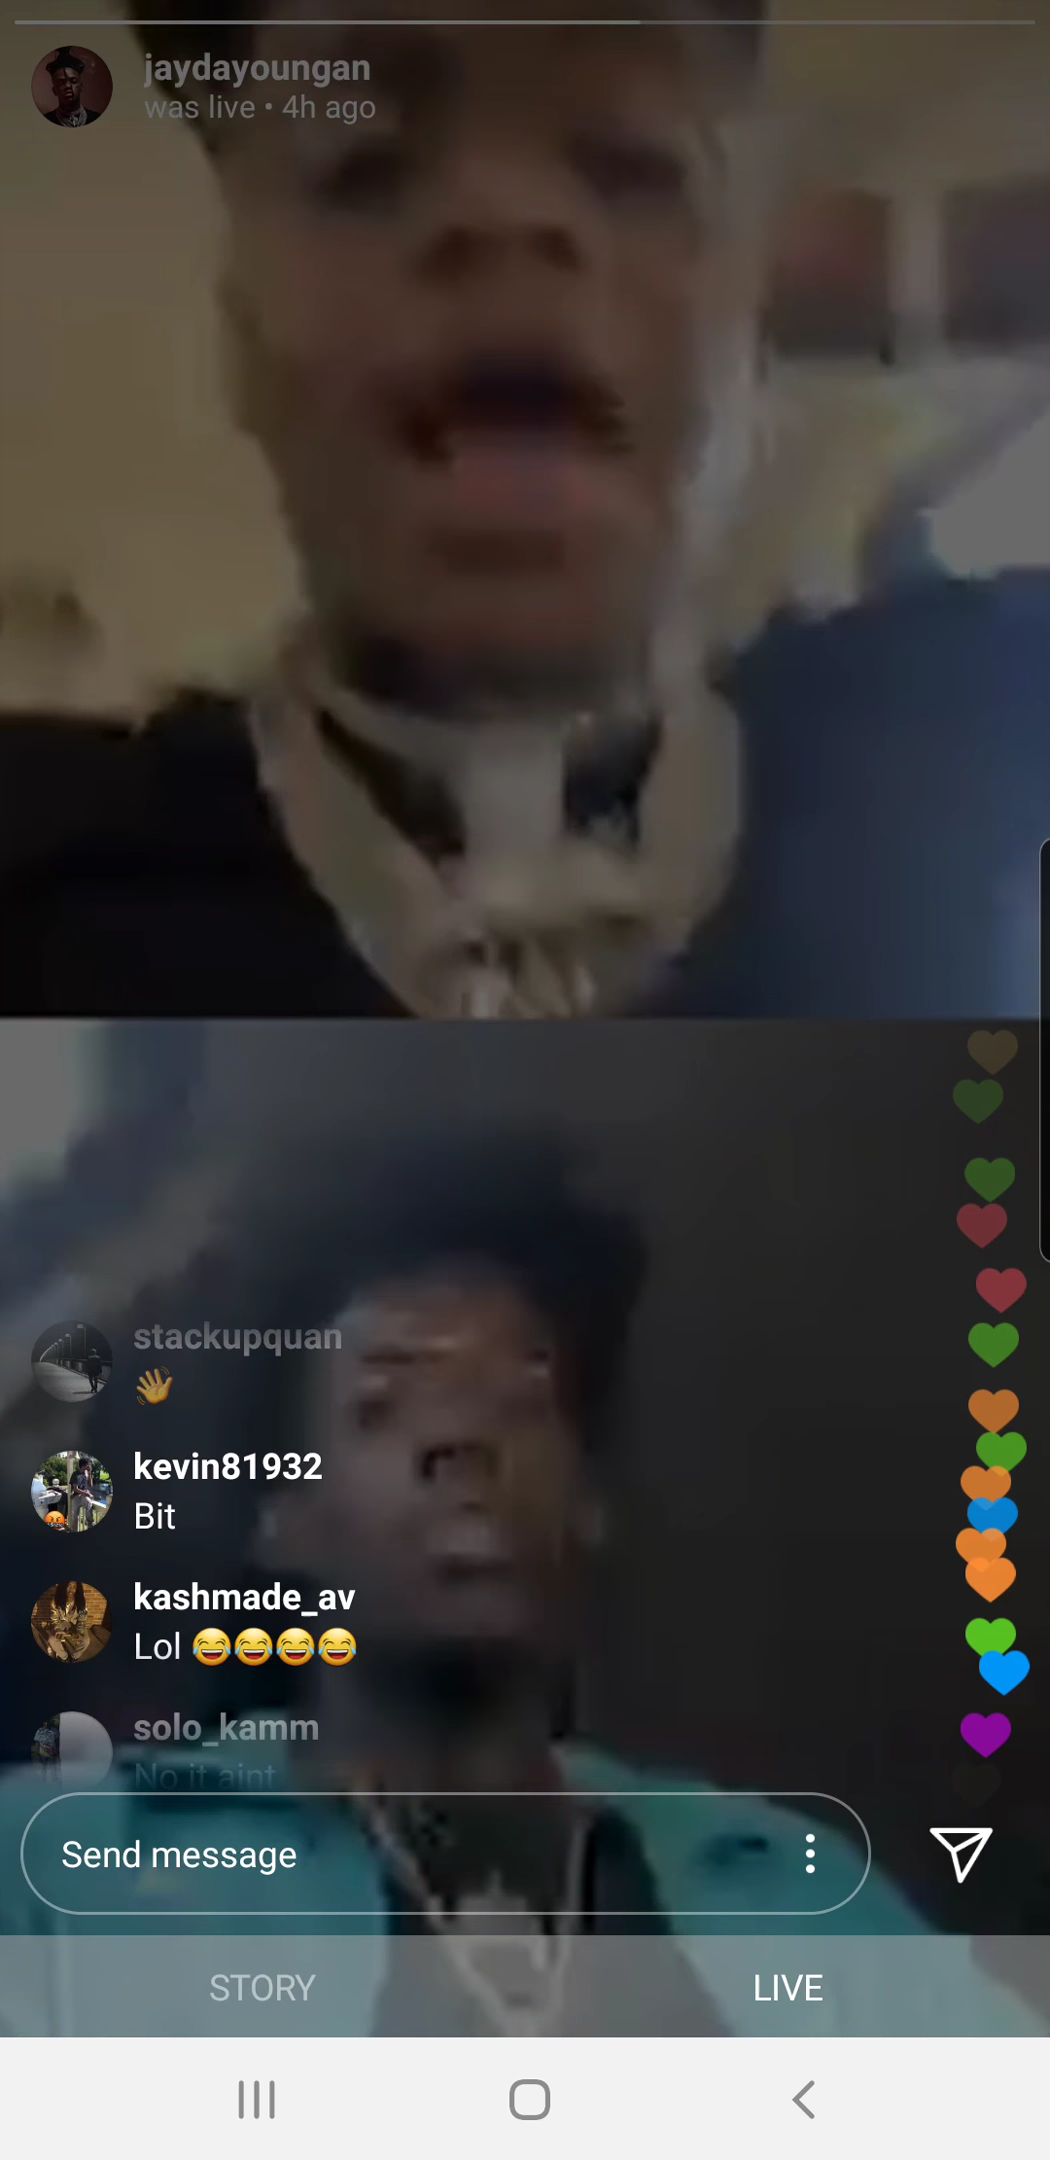 jaydayoungan
was live • 4h ago
stackupquan
👋
kevin81932
Bit
kashmade_av
Lol 😂😂😂😂
solo_kamm
No it aint
Send message
STORY
LIVE